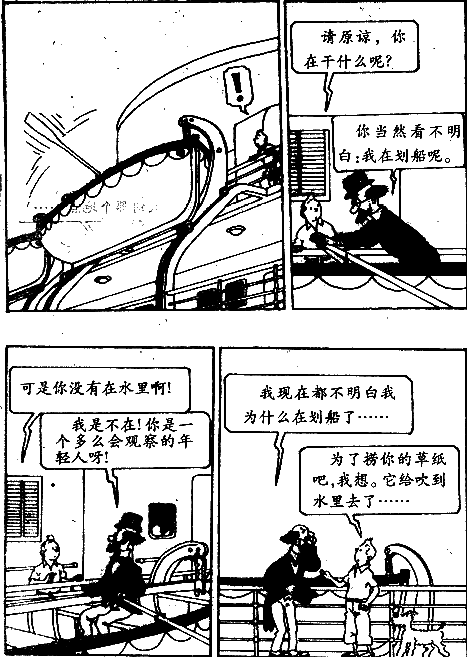 !
请原谅，你
在干什么呢?
你当然看不明
白:我在划船呢。
可是你没有在水里啊!
我是不在!你是一
个多么会观察的年
轻人呀!
我现在都不明白我
为什么在划船了……
为了捞你的草纸
吧,我想。它给吹到
水里去了……